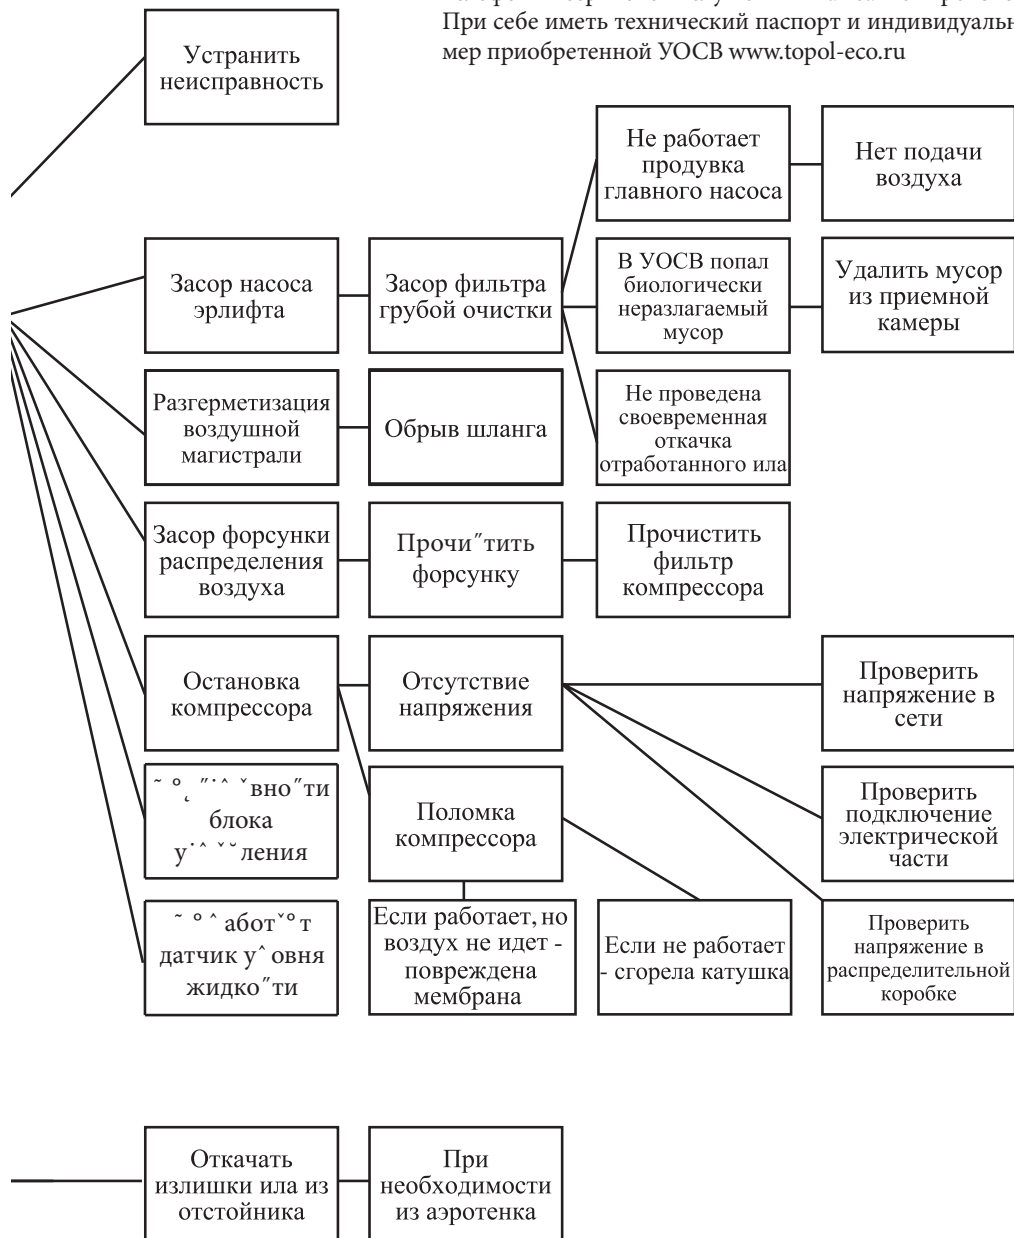 При себе иметь технический паспорт и
мер приобретенной УОСВ www.topol-eco.ru
Устранить
неисправность
Не работает
продувка
главного насоса
Нет подачи
воздуха
Засор насоса
эрлифта
Засор фильтра
грубой очистки
В УОСВ попал
биологически
неразлагаемый
мусор
Удалить мусор
из приемной
камеры
Разгерметизация
воздушной
магистрали
Обрыв шланга
Не проведена
своевременная
откачка
отработанного ила
Засор форсунки
распределения
воздуха
Прочи˝тить
форсунку
Прочистить
фильтр
компрессора
Остановка
компрессора
Отсутствие
напряжения
Проверить
напряжение в
сети
блока
Поломка
компрессора
Проверить
подключение
электрической
части
датчик
жидко˝ти
Если работает, но
воздух не идет -
повреждена
мембрана
Если не работает
- сгорела катушка
Проверить
напряжение в
распределительной
коробке
Откачать
излишки ила из
отстойника
При
необходимости
из аэротенка